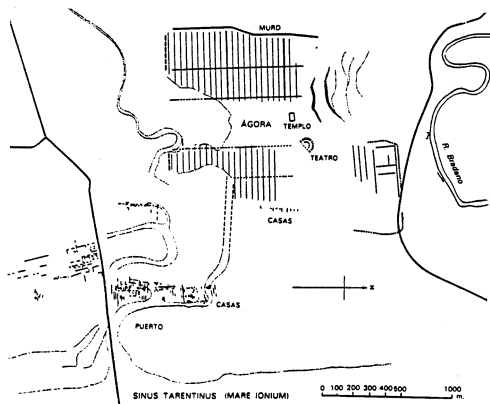 MURO
ÁGORA
TEMPLO
TEATRO
R. Bradano
CASAS
CASAS
PUERTO
SINUS TARENTINUS (MARE IONIUM)
0 100 200 300 400 500 1000
m.